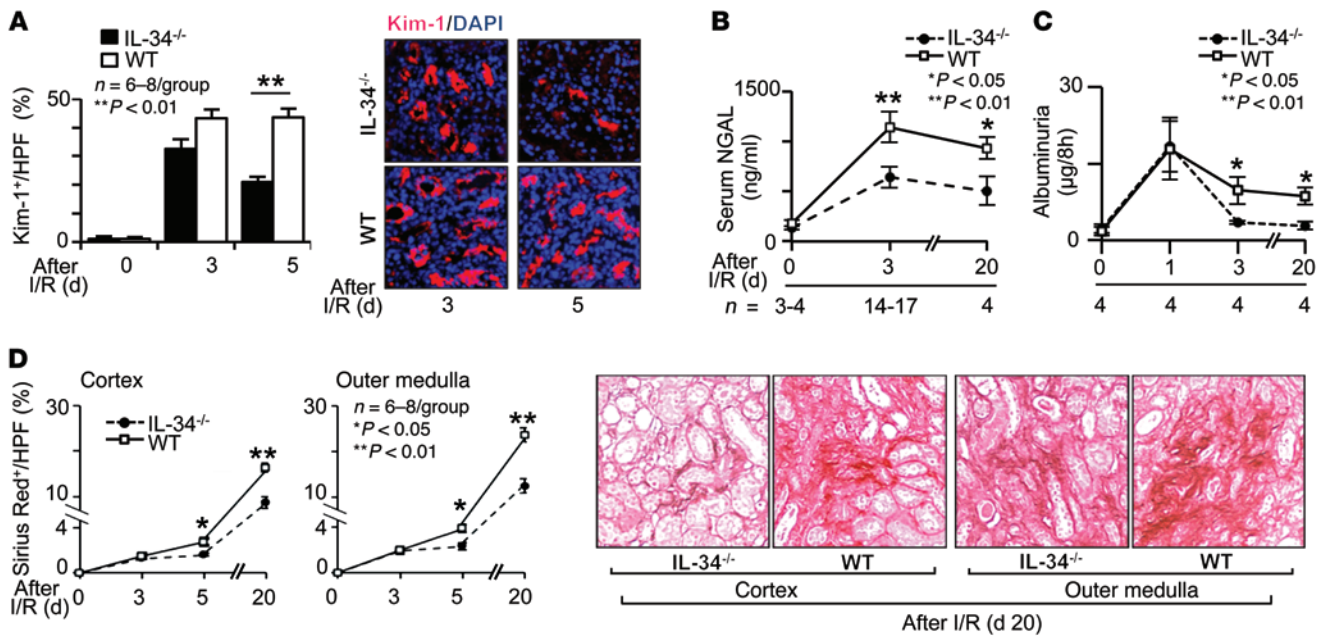 A
IL-34-/-
WT
n = 6–8/group
**P < 0.01
**
Kim-1+/HPF (%)
50
0
After
I/R (d)
0
3
5
Kim-1/DAPI
IL-34-/-
WT
After
I/R (d)
3
5
B
IL-34-/-
WT
*P < 0.05
**P < 0.01
Serum NGAL
(ng/ml)
1500
0
**
*
After
I/R (d)
0
3
20
n = 3-4 14-17 4
C
IL-34-/-
WT
*P < 0.05
**P < 0.01
Albuminuria
(µg/8h)
30
0
*
*
0
1
3
20
4 4 4 4
D
Sirius Red+/HPF (%)
Cortex
30
10
4
0
IL-34-/-
WT
*
**
After
I/R (d)
0
3
5
20
Outer medulla
30
10
4
0
n = 6–8/group
*P < 0.05
**P < 0.01
*
**
0
3
5
20
IL-34-/- WT IL-34-/- WT
Cortex Outer medulla
After I/R (d 20)